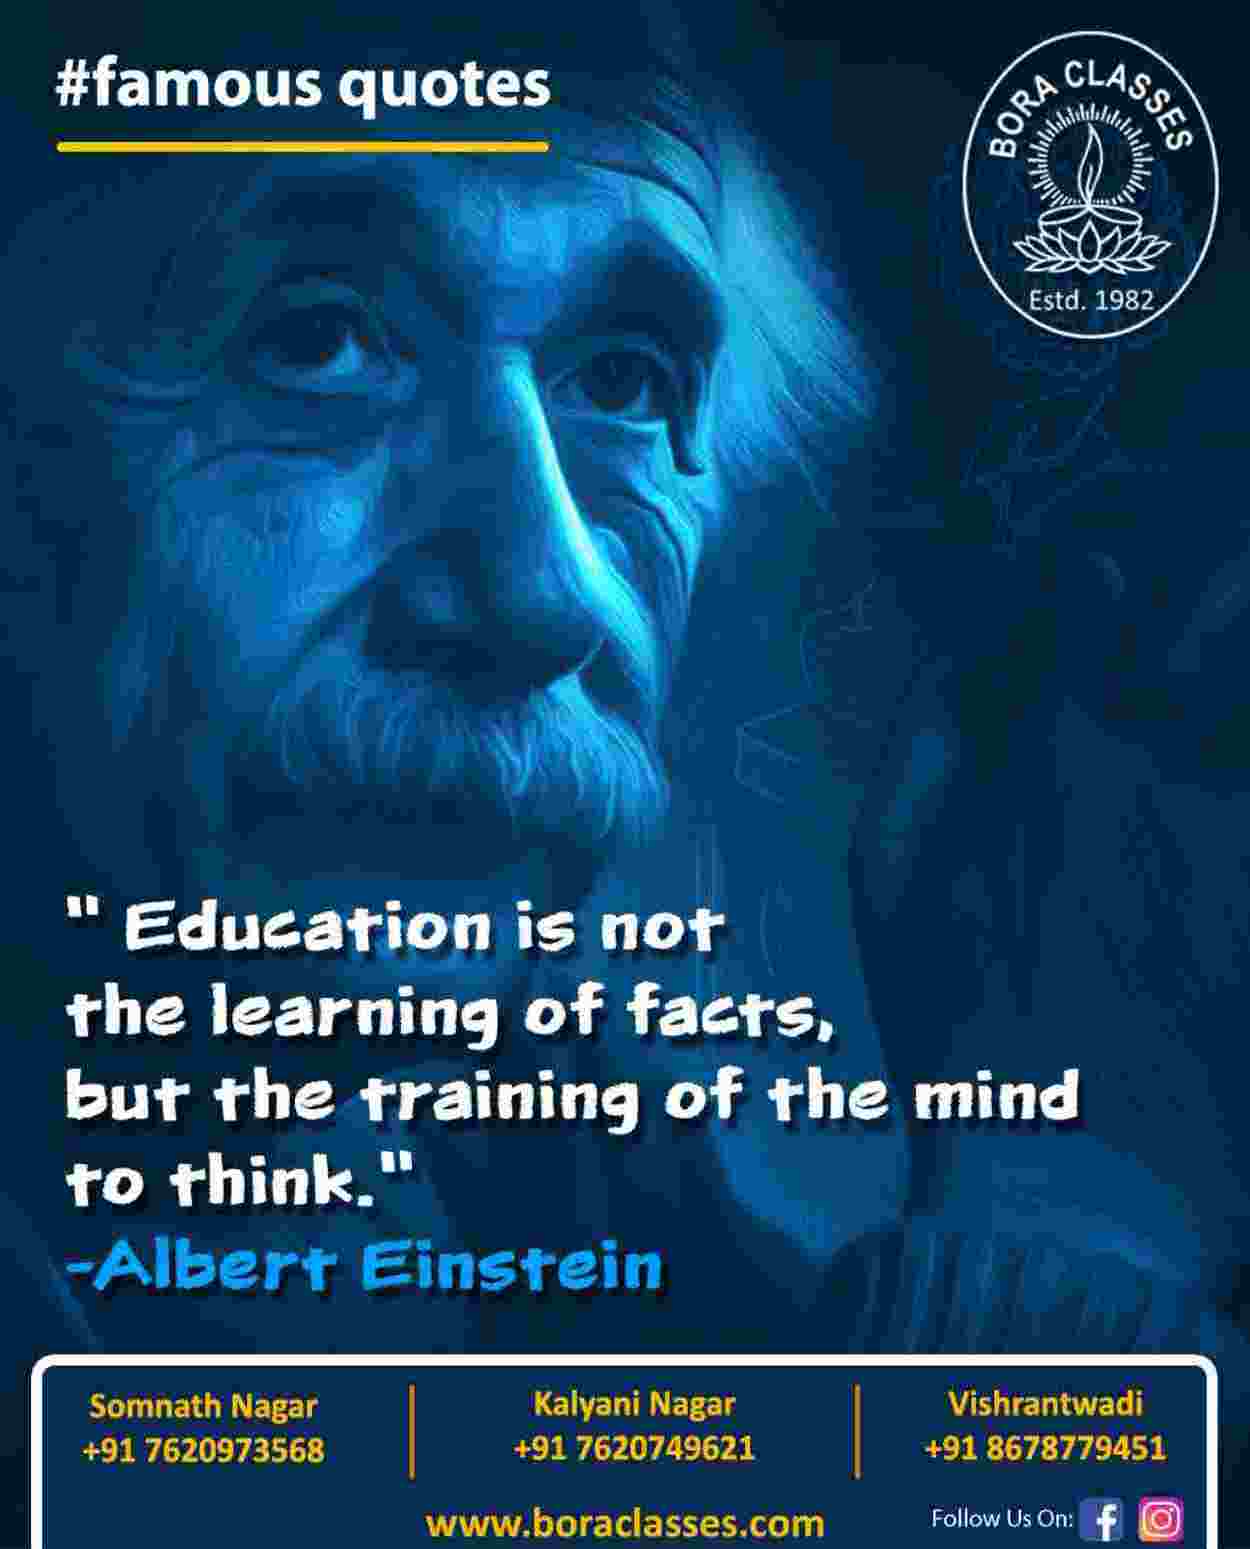 #famous quotes
BORA CLASSES
Estd. 1982
" Education is not
the learning of facts,
but the training of the mind
to think."
-Albert Einstein
Somnath Nagar
+91 7620973568
Kalyani Nagar
+91 7620749621
Vishrantwadi
+91 8678779451
www.boraclasses.com
Follow Us On: